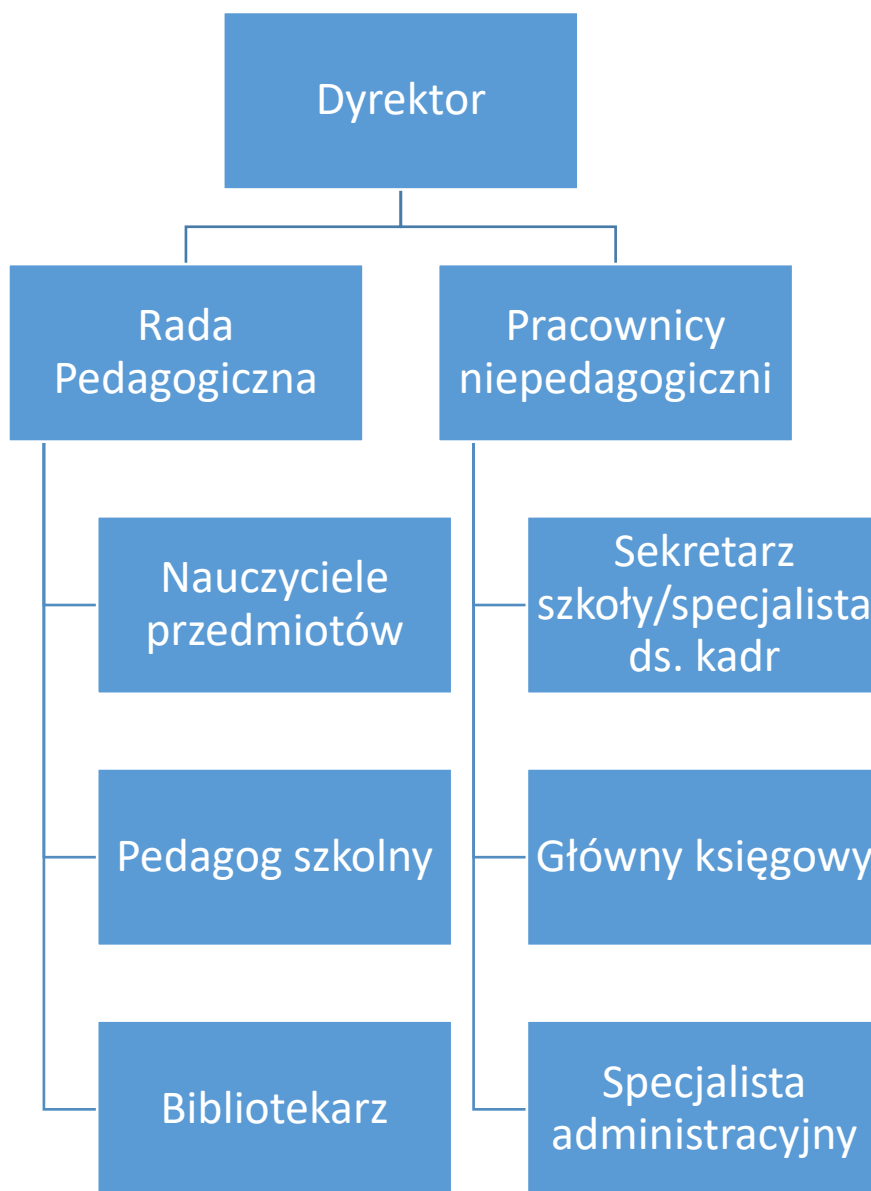 Dyrektor
Rada
Pedagogiczna
Nauczyciele
przedmiotów
Pedagog szkolny
Bibliotekarz
Pracownicy
niepedagogiczni
Sekretarz
szkoły/specjalista
ds. kadr
Główny księgowy
Specjalista
administracyjny